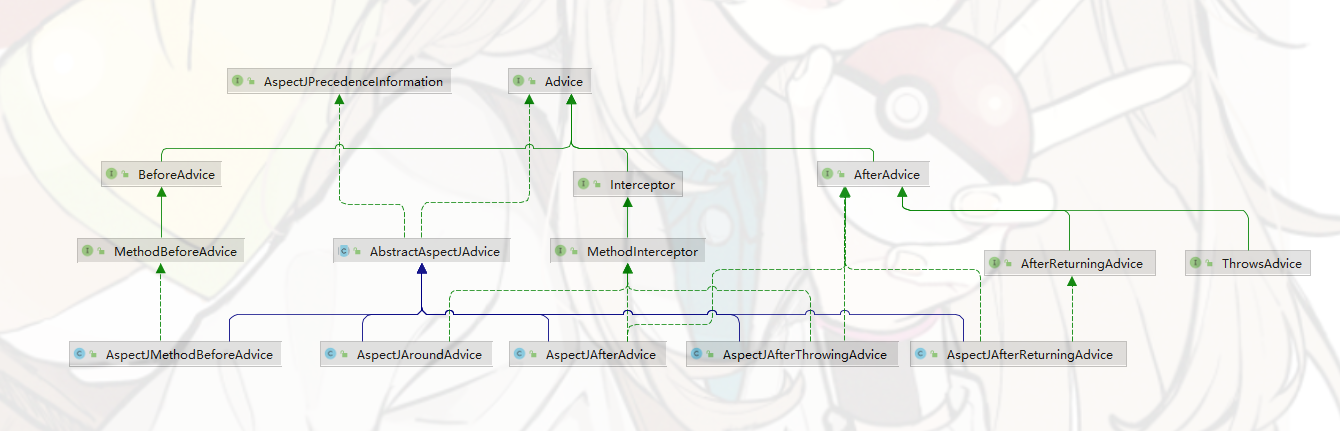 AspectJPrecedenceInformation
Advice
BeforeAdvice
Interceptor
AfterAdvice
MethodBeforeAdvice
AbstractAspectJAdvice
MethodInterceptor
AfterReturningAdvice
ThrowsAdvice
AspectJMethodBeforeAdvice
AspectJAroundAdvice
AspectJAfterAdvice
AspectJAfterThrowingAdvice
AspectJAfterReturningAdvice